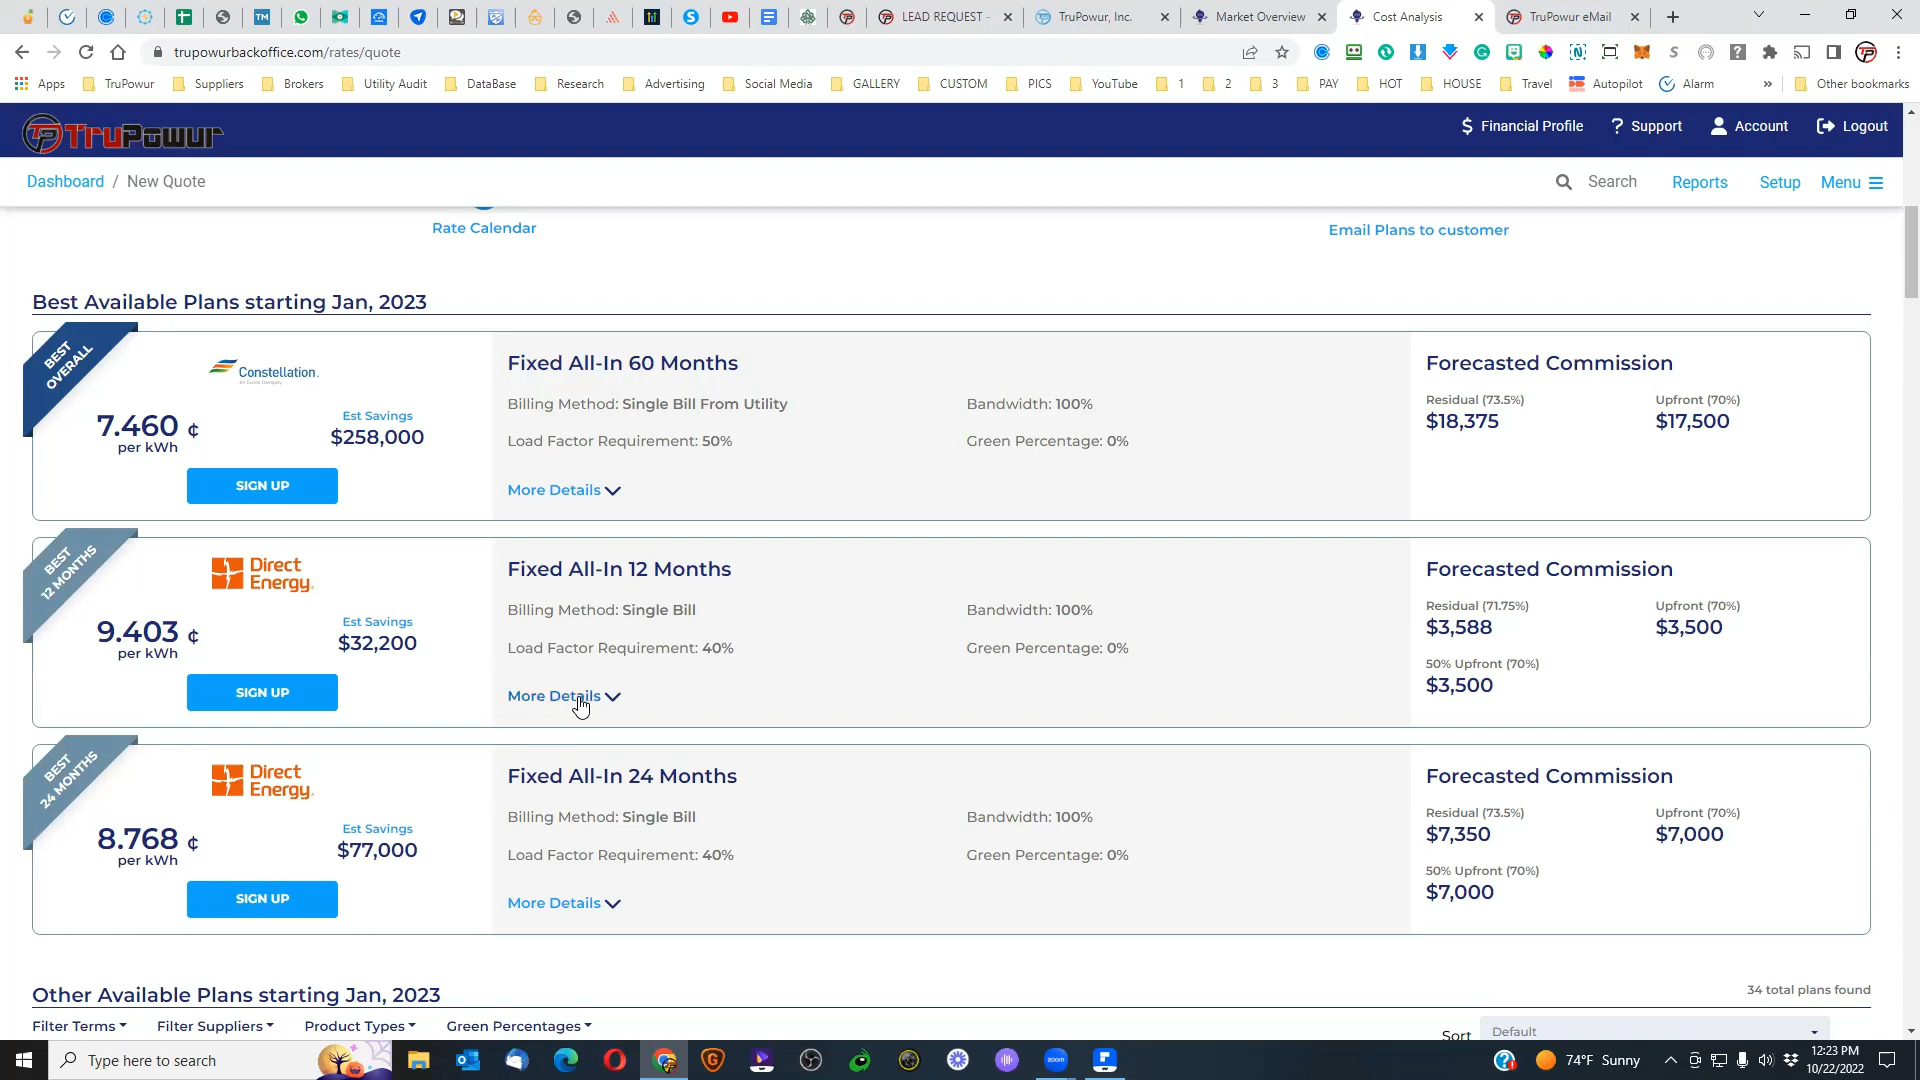 LEAD REQUEST -
TruPowur, Inc.
Market Overview
Cost Analysis
TruPowur eMail
trupowurbackoffice.com/rates/quote
Apps
TruPowur
Suppliers
Brokers
Utility Audit
DataBase
Research
Advertising
Social Media
GALLERY
CUSTOM
PICS
YouTube
1
2
3
PAY
HOT
HOUSE
Travel
Autopilot
Alarm
»
Other bookmarks
TruPowur
Financial Profile
Support
Account
Logout
Dashboard / New Quote
Search
Reports
Setup
Menu
Rate Calendar
Email Plans to customer
Best Available Plans starting Jan, 2023
BEST
OVERALL
Constellation.
An Exelon Company
7.460 ¢
per kWh
Est Savings
$258,000
SIGN UP
Fixed All-In 60 Months
Billing Method: Single Bill From Utility
Bandwidth: 100%
Load Factor Requirement: 50%
Green Percentage: 0%
More Details
Forecasted Commission
Residual (73.5%)
$18,375
Upfront (70%)
$17,500
BEST
12 MONTHS
Direct
Energy.
9.403 ¢
per kWh
Est Savings
$32,200
SIGN UP
Fixed All-In 12 Months
Billing Method: Single Bill
Bandwidth: 100%
Load Factor Requirement: 40%
Green Percentage: 0%
More Details
Forecasted Commission
Residual (71.75%)
$3,588
Upfront (70%)
$3,500
50% Upfront (70%)
$3,500
BEST
24 MONTHS
Direct
Energy.
8.768 ¢
per kWh
Est Savings
$77,000
SIGN UP
Fixed All-In 24 Months
Billing Method: Single Bill
Bandwidth: 100%
Load Factor Requirement: 40%
Green Percentage: 0%
More Details
Forecasted Commission
Residual (73.5%)
$7,350
Upfront (70%)
$7,000
50% Upfront (70%)
$7,000
Other Available Plans starting Jan, 2023
34 total plans found
Filter Terms
Filter Suppliers
Product Types
Green Percentages
Sort
Default
Type here to search
zoom
74°F Sunny
12:23 PM
10/22/2022